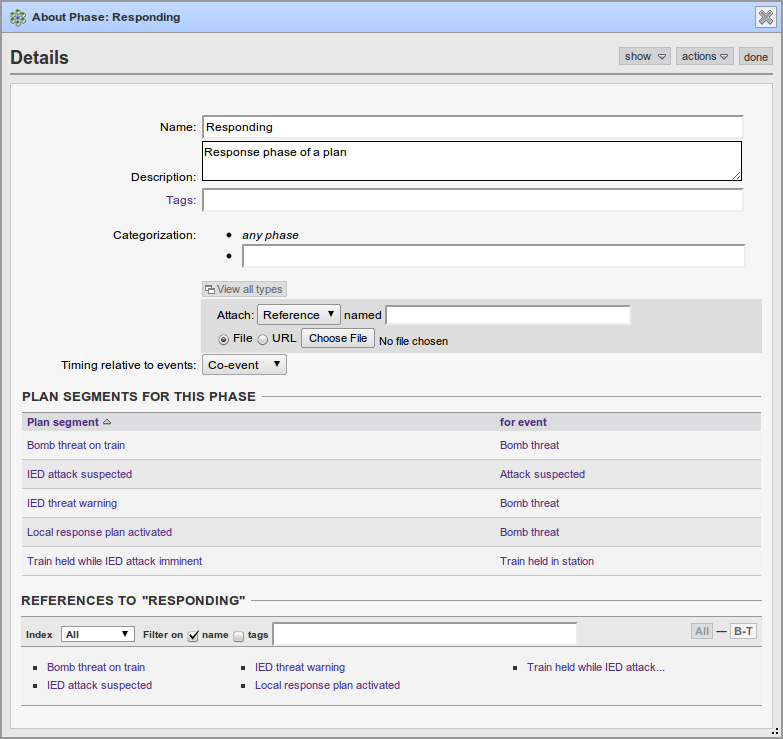 About Phase: Responding
Details
show actions done
Name: Responding
Response phase of a plan
Description:
Tags:
Categorization: any phase
View all types
Attach: Reference named
File URL Choose File No file chosen
Timing relative to events: Co-event
PLAN SEGMENTS FOR THIS PHASE
Plan segment for event
Bomb threat on train Bomb threat
IED attack suspected Attack suspected
IED threat warning Bomb threat
Local response plan activated Bomb threat
Train held while IED attack imminent Train held in station
REFERENCES TO "RESPONDING"
Index All Filter on name tags All — B-T
Bomb threat on train IED threat warning Train held while IED attack...
IED attack suspected Local response plan activated